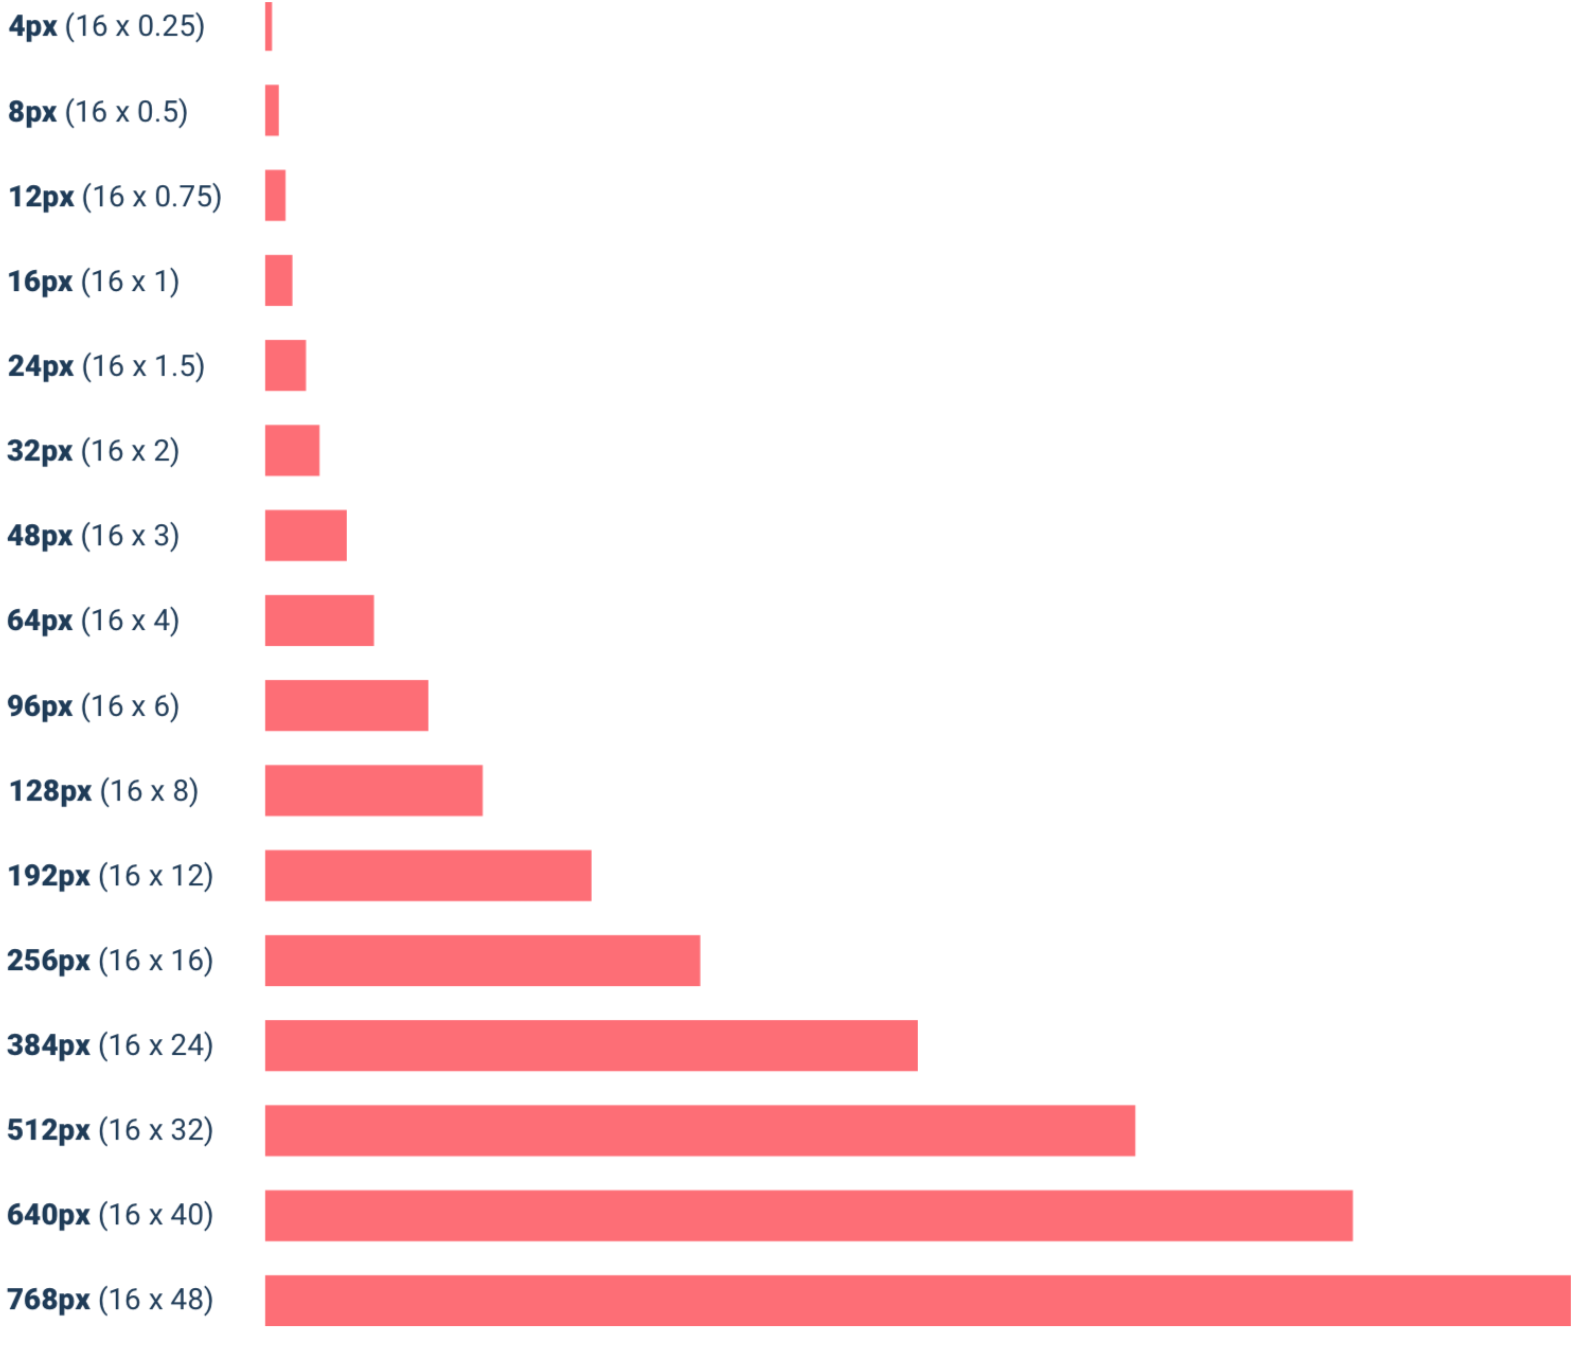 4px (16 x 0.25)
8px (16 x 0.5)
12px (16 x 0.75)
16px (16 x 1)
24px (16 x 1.5)
32px (16 x 2)
48px (16 x 3)
64px (16 x 4)
96px (16 x 6)
128px (16 x 8)
192px (16 x 12)
256px (16 x 16)
384px (16 x 24)
512px (16 x 32)
640px (16 x 40)
768px (16 x 48)